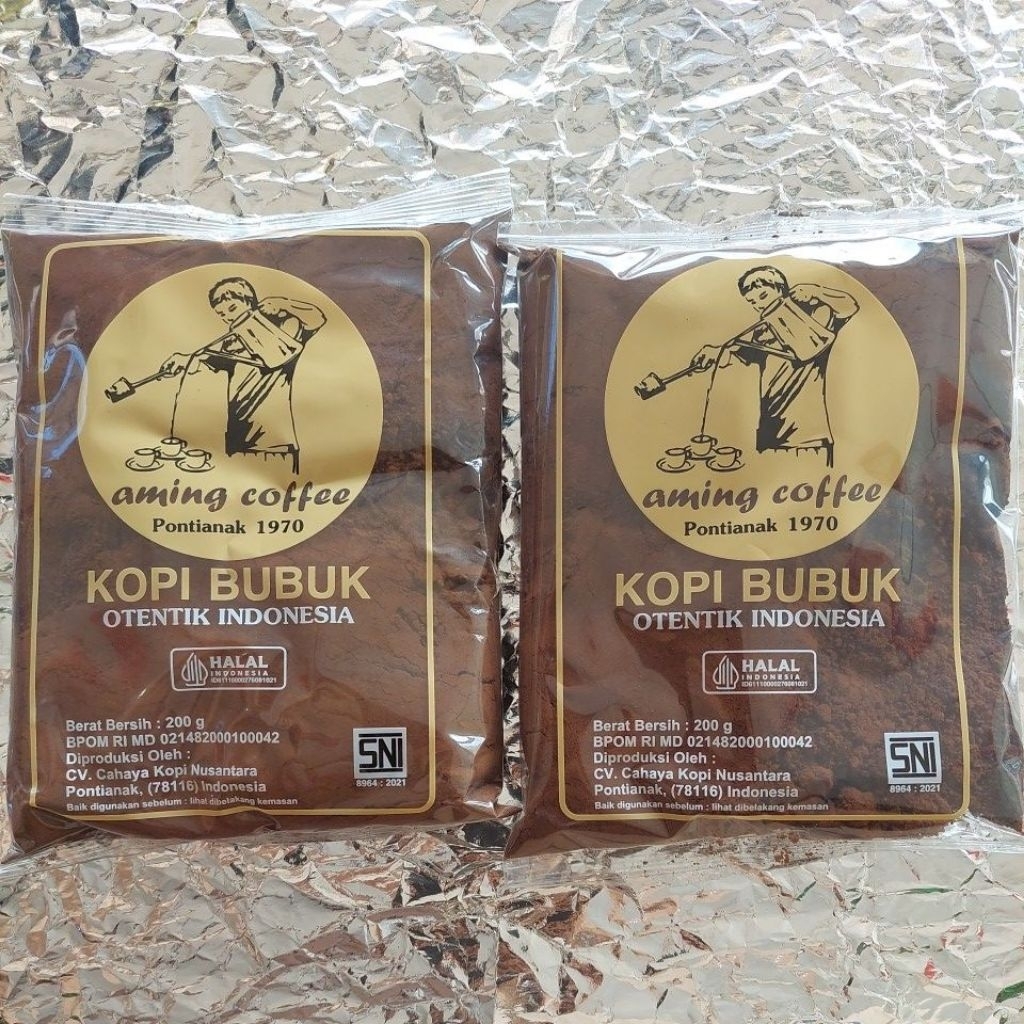 aming coffee
Pontianak 1970
KOPI BUBUK
OTENTIK INDONESIA
HALAL
INDONESIA
Berat Bersih : 200 g
BPOM RI MD 021482000100042
Diproduksi Oleh :
CV. Cahaya Kopi Nusantara
Pontianak, (78116) Indonesia
Baik digunakan sebelum : lihat dibelakang kemasan
SNI
8964 : 2021
aming coffee
Pontianak 1970
KOPI BUBUK
OTENTIK INDONESIA
HALAL
INDONESIA
Berat Bersih : 200 g
BPOM RI MD 021482000100042
Diproduksi Oleh :
CV. Cahaya Kopi Nusantara
Pontianak, (78116) Indonesia
Baik digunakan sebelum : lihat dibelakang kemasan
SNI
8964 : 2021